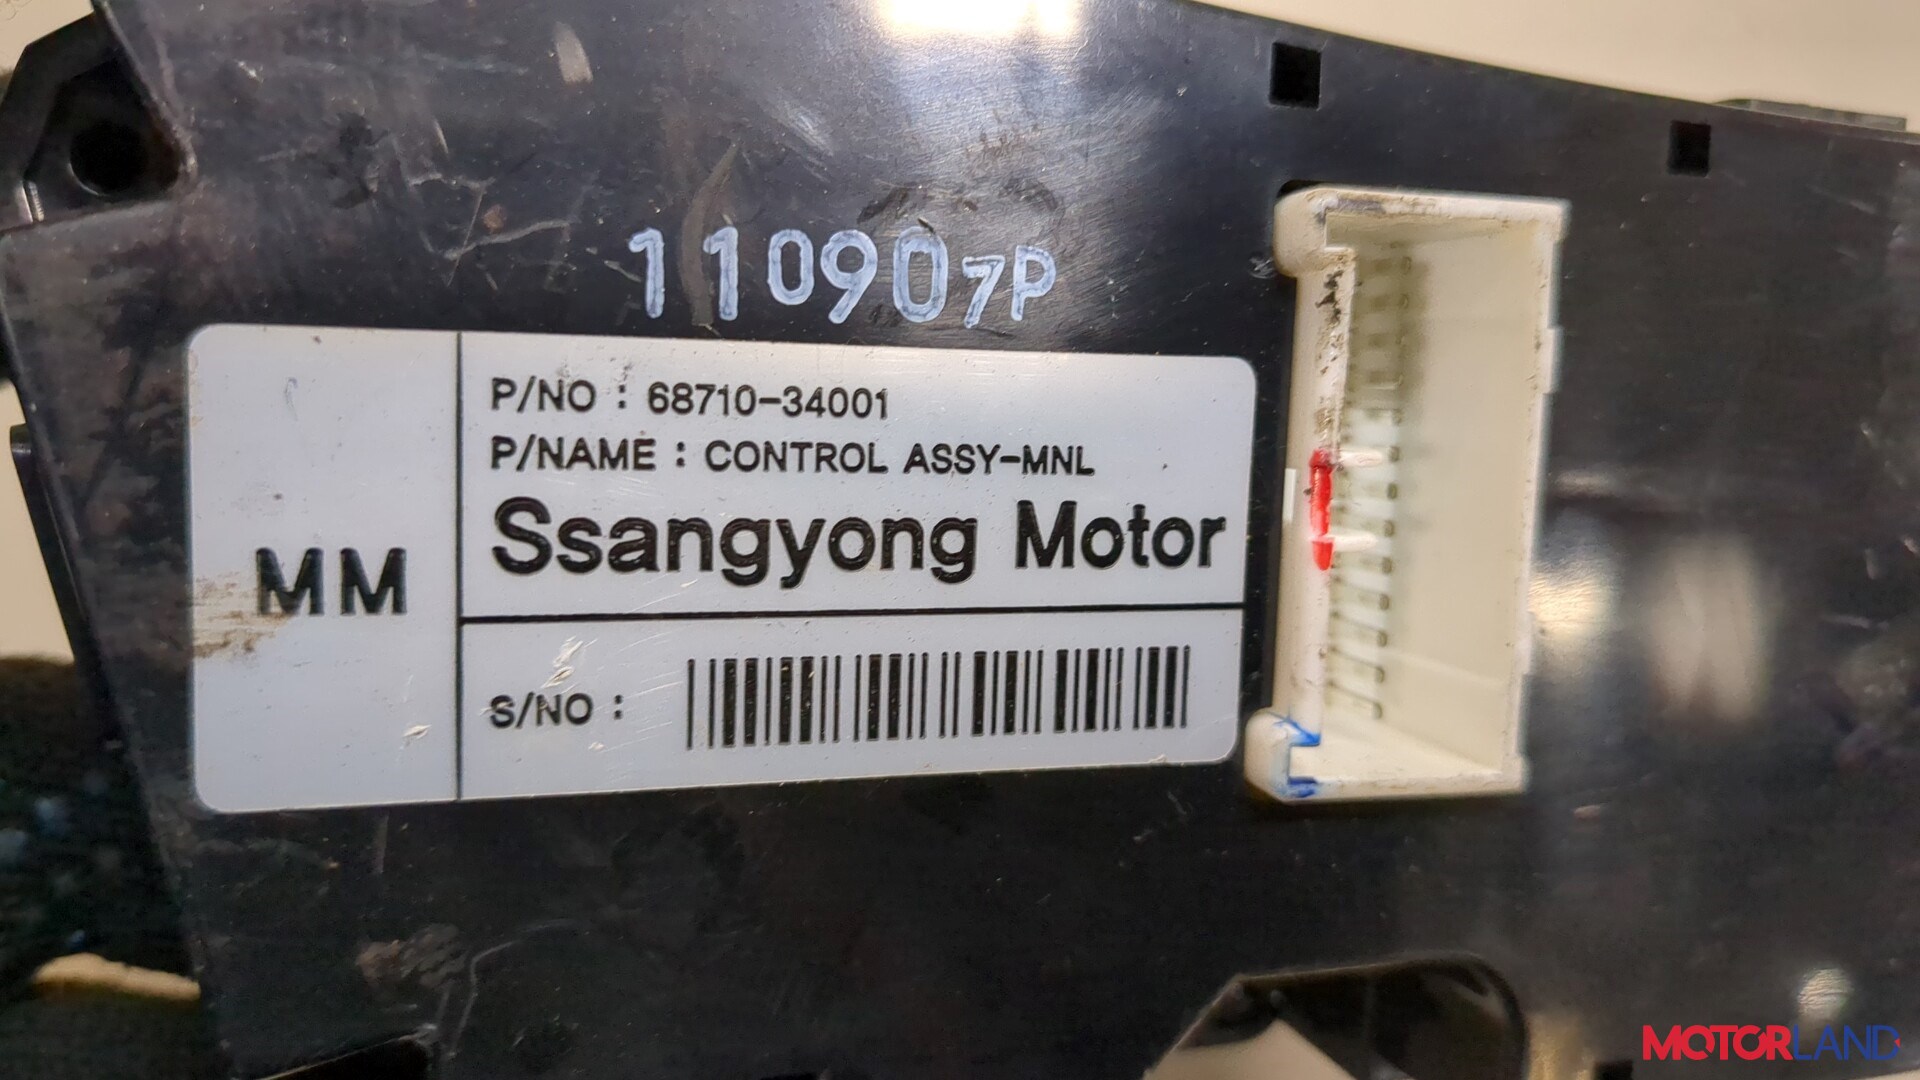 110907P
MM
P/NO : 68710-34001
P/NAME : CONTROL ASSY-MNL
Ssangyong Motor
S/NO :
MOTORLAND